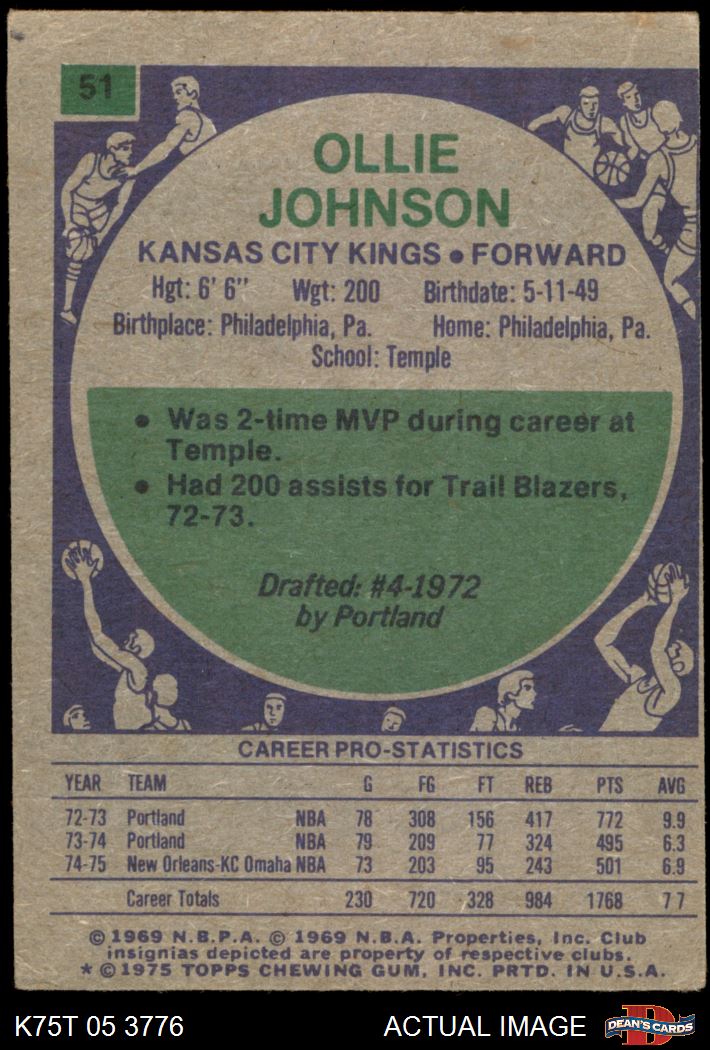 51
OLLIE
JOHNSON
KANSAS CITY KINGS • FORWARD
Hgt: 6' 6" Wgt: 200 Birthdate: 5-11-49
Birthplace: Philadelphia, Pa. Home: Philadelphia, Pa.
School: Temple
• Was 2-time MVP during career at
Temple.
• Had 200 assists for Trail Blazers,
72-73.
Drafted: #4-1972
by Portland
CAREER PRO-STATISTICS
YEAR TEAM G FG FT REB PTS AVG
72-73 Portland NBA 78 308 156 417 772 9.9
73-74 Portland NBA 79 209 77 324 495 6.3
74-75 New Orleans-KC Omaha NBA 73 203 95 243 501 6.9
Career Totals 230 720 328 984 1768 7 7
© 1969 N.B.P.A. © 1969 N.B.A. Properties, Inc. Club
insignias depicted are property of respective clubs.
* © 1975 TOPPS CHEWING GUM, INC. PRTD. IN U.S.A.
K75T 05 3776 ACTUAL IMAGE DEAN'S CARDS